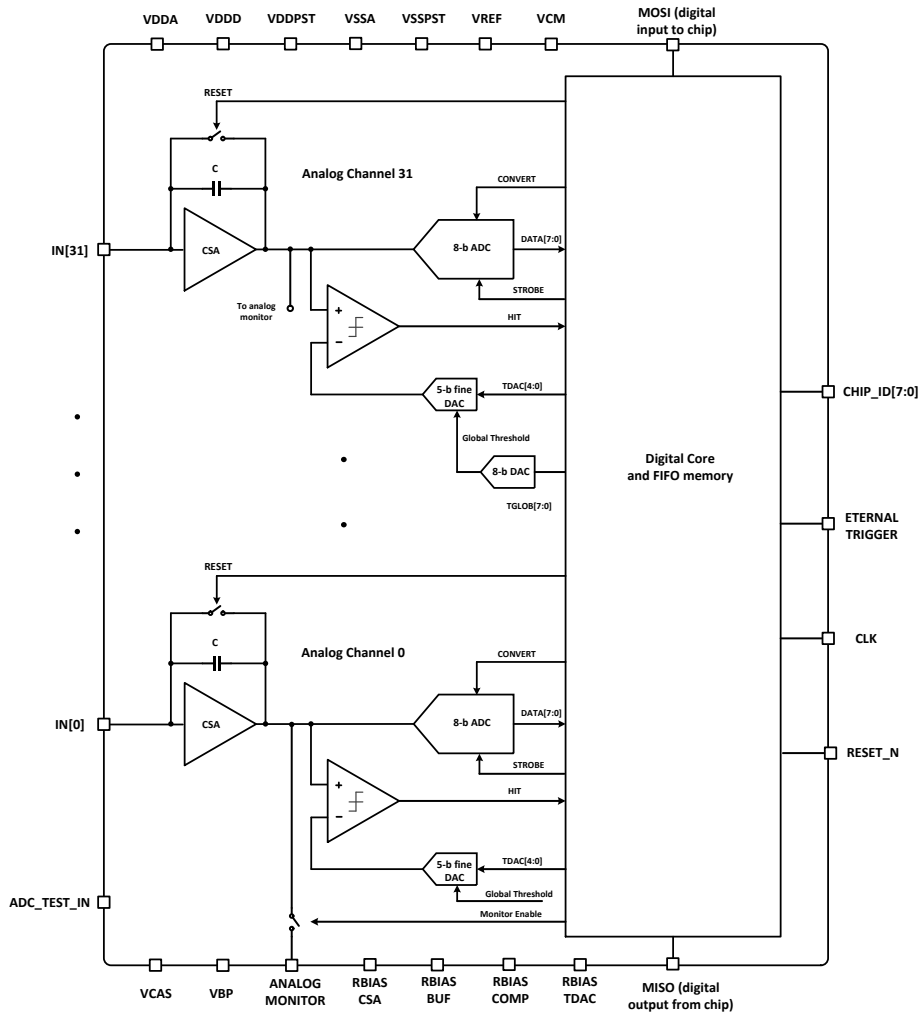 VDDA
VDDD
VDDPST
VSSA
VSSPST
VREF
VCM
MOSI (digital
input to chip)
RESET
C
Analog Channel 31
CONVERT
IN[31]
CSA
8-b ADC
DATA[7:0]
STROBE
To analog
monitor
+
HIT
−
5-b fine
DAC
TDAC[4:0]
CHIP_ID[7:0]
Global Threshold
8-b DAC
Digital Core
and FIFO memory
TGLOB[7:0]
ETERNAL
TRIGGER
RESET
C
Analog Channel 0
CONVERT
CLK
IN[0]
CSA
8-b ADC
DATA[7:0]
STROBE
RESET_N
+
HIT
−
5-b fine
DAC
TDAC[4:0]
Global Threshold
ADC_TEST_IN
Monitor Enable
VCAS
VBP
ANALOG
MONITOR
RBIAS
CSA
RBIAS
BUF
RBIAS
COMP
RBIAS
TDAC
MISO (digital
output from chip)